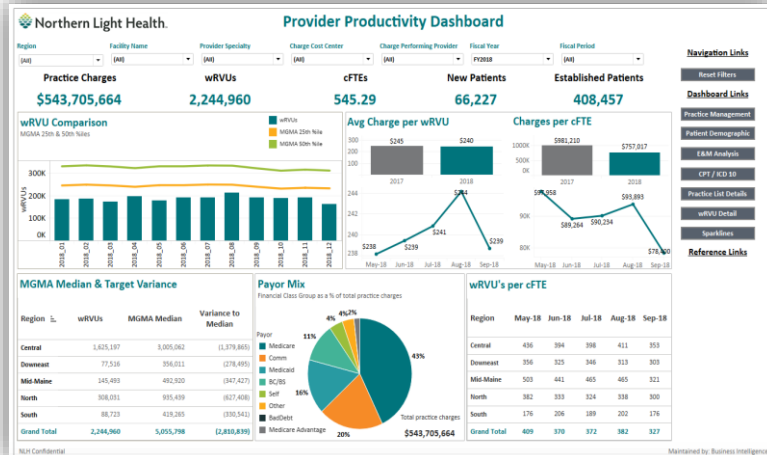 Northern Light Health.
Provider Productivity Dashboard
Region Facility Name Provider Specialty Charge Cost Center Charge Performing Provider Fiscal Year Fiscal Period
(All) (All) (All) (All) (All) FY2018 (All)
Navigation Links
Reset Filters
Dashboard Links
Practice Management
Patient Demographic
E&M Analysis
CPT / ICD 10
Practice List Details
wRVU Detail
Sparklines
Reference Links
Practice Charges wRVUs cFTEs New Patients Established Patients
$543,705,664 2,244,960 545.29 66,227 408,457
wRVU Comparison
MGMA 25th & 50th %iles
wRVUs
MGMA 25th %ile
MGMA 50th %ile
wRVUs
300K
200K
100K
0K
2018_01 2018_02 2018_03 2018_04 2018_05 2018_06 2018_07 2018_08 2018_09 2018_10 2018_11 2018_12
Avg Charge per wRVU
300
200
100
$245 $240
2017 2018
244
242
240
238
$238 $239 $241 $239
May-18 Jun-18 Jul-18 Aug-18 Sep-18
Charges per cFTE
1000K
500K
0K
$981,210 $757,017
2017 2018
90K
80K
$89,264 $90,234 $93,893
May-18 Jun-18 Jul-18 Aug-18 Sep-18
MGMA Median & Target Variance
Region wRVUs MGMA Median Variance to Median
Central 1,625,197 3,005,062 (1,379,865)
Downeast 77,516 356,011 (278,495)
Mid-Maine 145,493 492,920 (347,427)
North 308,031 935,439 (627,408)
South 88,723 419,265 (330,541)
Grand Total 2,244,960 5,055,798 (2,810,839)
Payor Mix
Financial Class Group as a % of total practice charges
Payor
Medicare
Comm
Medicaid
BC/BS
Self
Other
BadDebt
Medicare Advantage
43%
20%
16%
11%
4%
4%
2%
Total practice charges
$543,705,664
wRVU's per cFTE
Region May-18 Jun-18 Jul-18 Aug-18 Sep-18
Central 436 394 398 411 353
Downeast 356 325 346 313 303
Mid-Maine 503 441 465 465 321
North 382 333 324 338 300
South 176 206 189 202 176
Grand Total 409 370 372 382 327
NLH Confidential
Maintained by: Business Intelligence